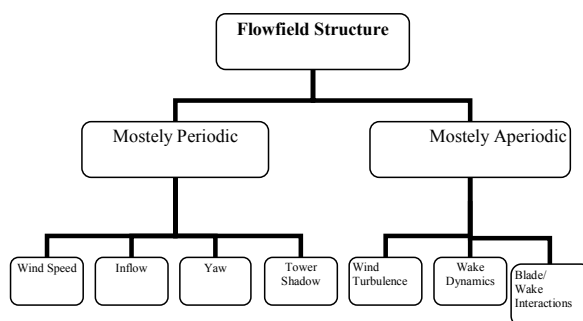 Flowfield Structure
Mostely Periodic
Mostely Aperiodic
Wind Speed
Inflow
Yaw
Tower
Shadow
Wind
Turbulence
Wake
Dynamics
Blade/
Wake
Interactions